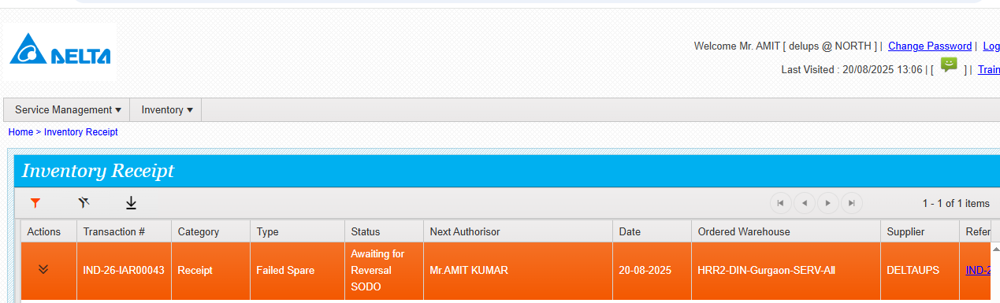 DELTA
Welcome Mr. AMIT [ delups @ NORTH ] | Change Password | Log
Last Visited : 20/08/2025 13:06 | [ ] | Train
Service Management Inventory
Home > Inventory Receipt
Inventory Receipt
1 - 1 of 1 items
Actions Transaction # Category Type Status Next Authorisor Date Ordered Warehouse Supplier Refer
IND-26-IAR00043 Receipt Failed Spare Awaiting for Reversal SODO Mr.AMIT KUMAR 20-08-2025 HRR2-DIN-Gurgaon-SERV-All DELTAUPS IND-2